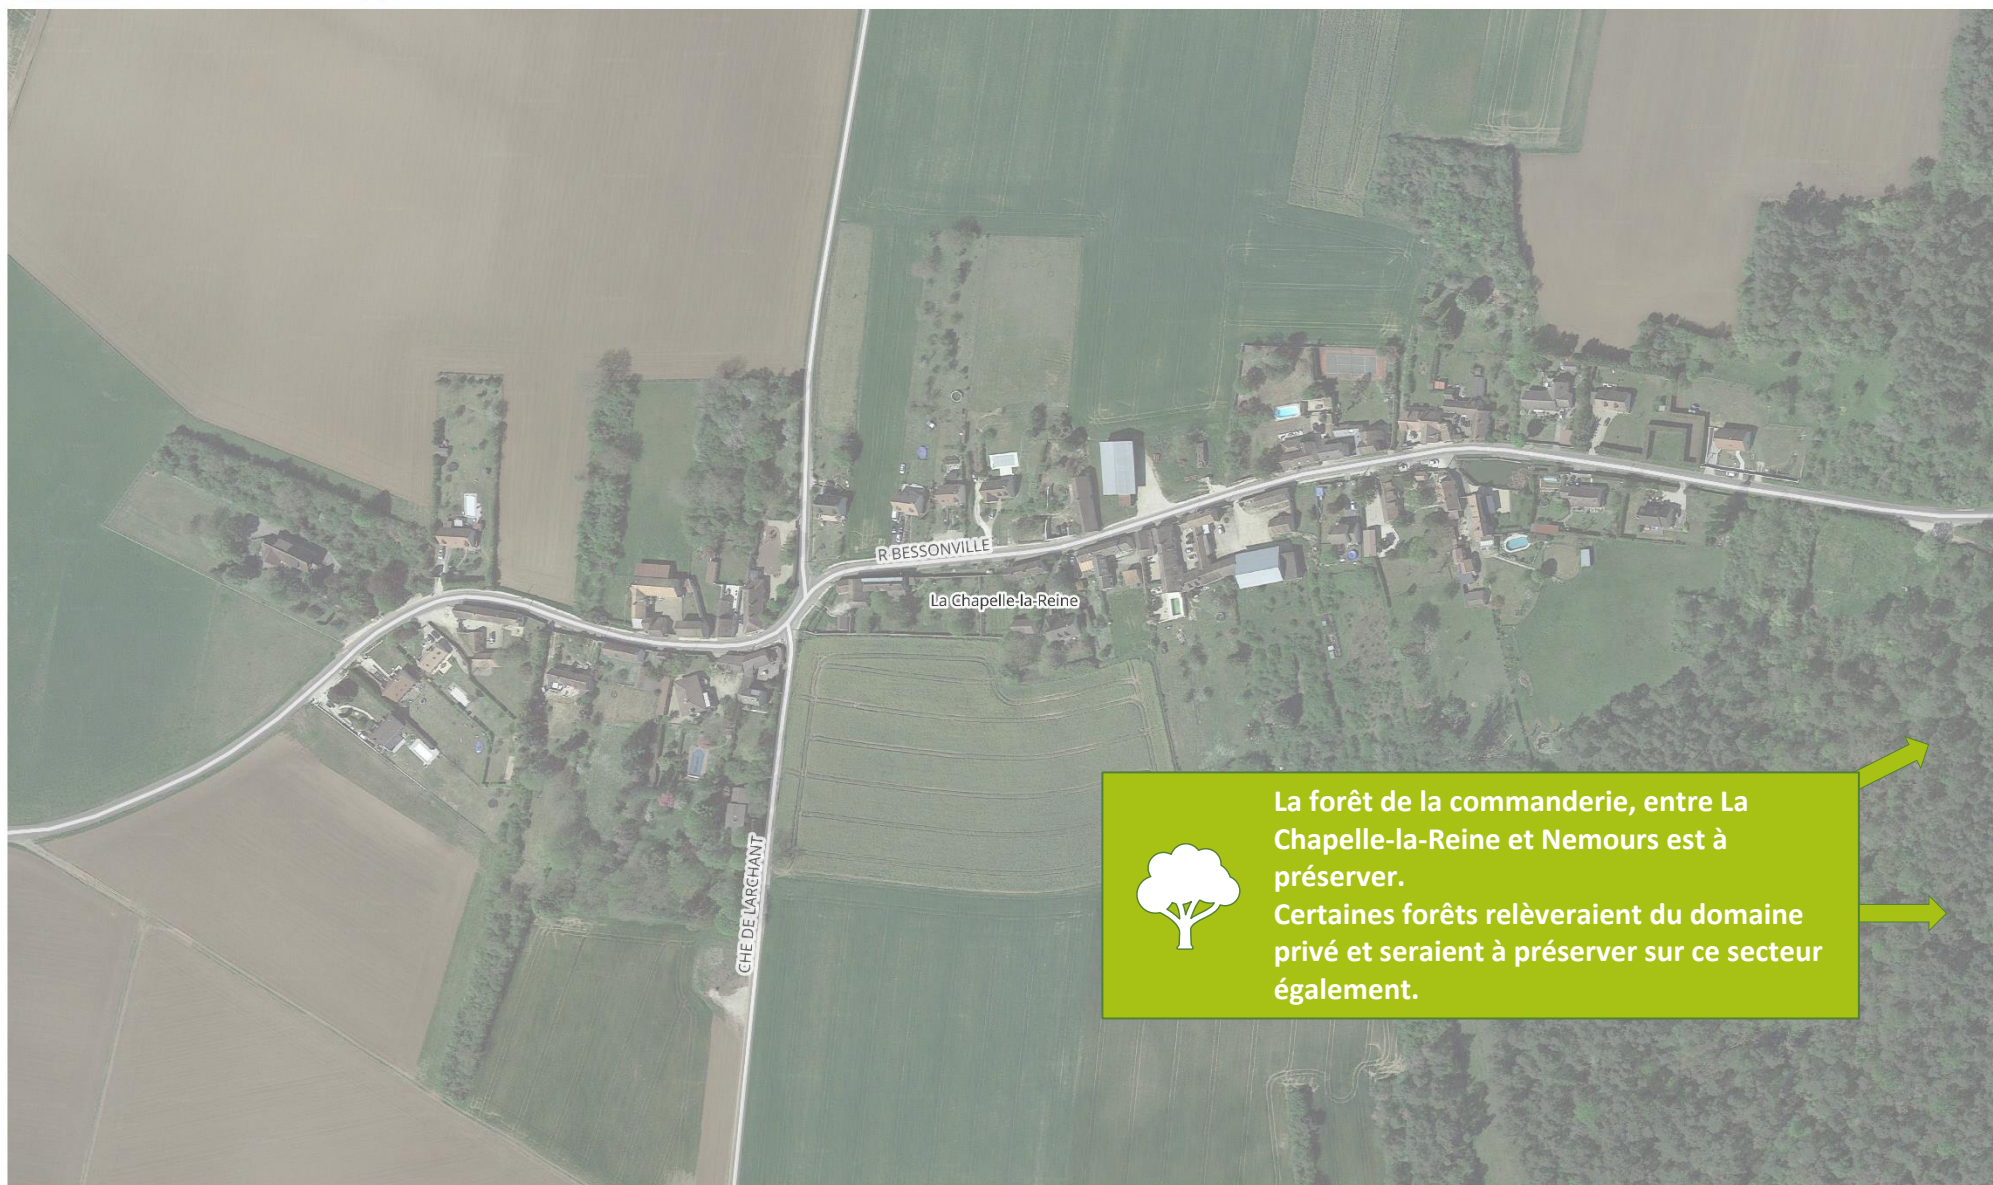 R BESSONVILLE
La Chapelle-la-Reine
CHE DE LARCHANT
La forêt de la commanderie, entre La
Chapelle-la-Reine et Nemours est à
préserver.
Certaines forêts relèveraient du domaine
privé et seraient à préserver sur ce secteur
également.